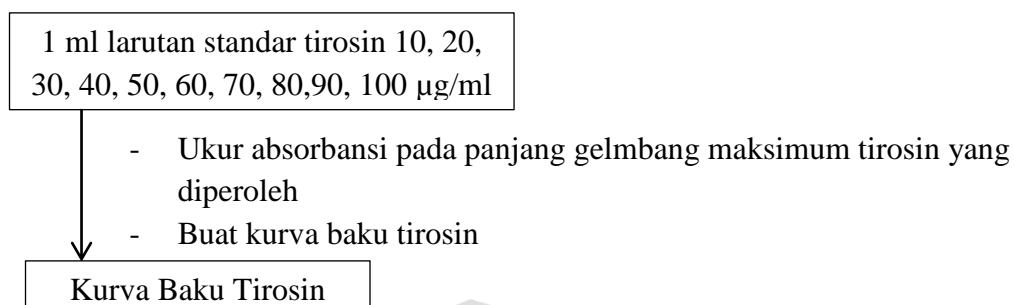 1 ml larutan standar tirosin 10, 20,
30, 40, 50, 60, 70, 80,90, 100 µg/ml
- Ukur absorbansi pada panjang gelmbang maksimum tirosin yang
diperoleh
- Buat kurva baku tirosin
Kurva Baku Tirosin